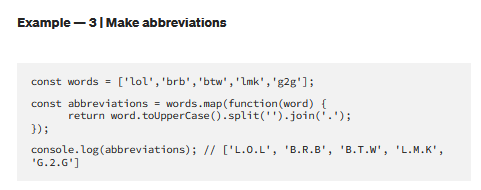 Example — 3 | Make abbreviations
const words = ['lol','brb','btw','lmk','g2g'];
const abbreviations = words.map(function(word) {
return word.toUpperCase().split('').join('.');
});
console.log(abbreviations); // ['L.O.L', 'B.R.B', 'B.T.W', 'L.M.K',
'G.2.G']